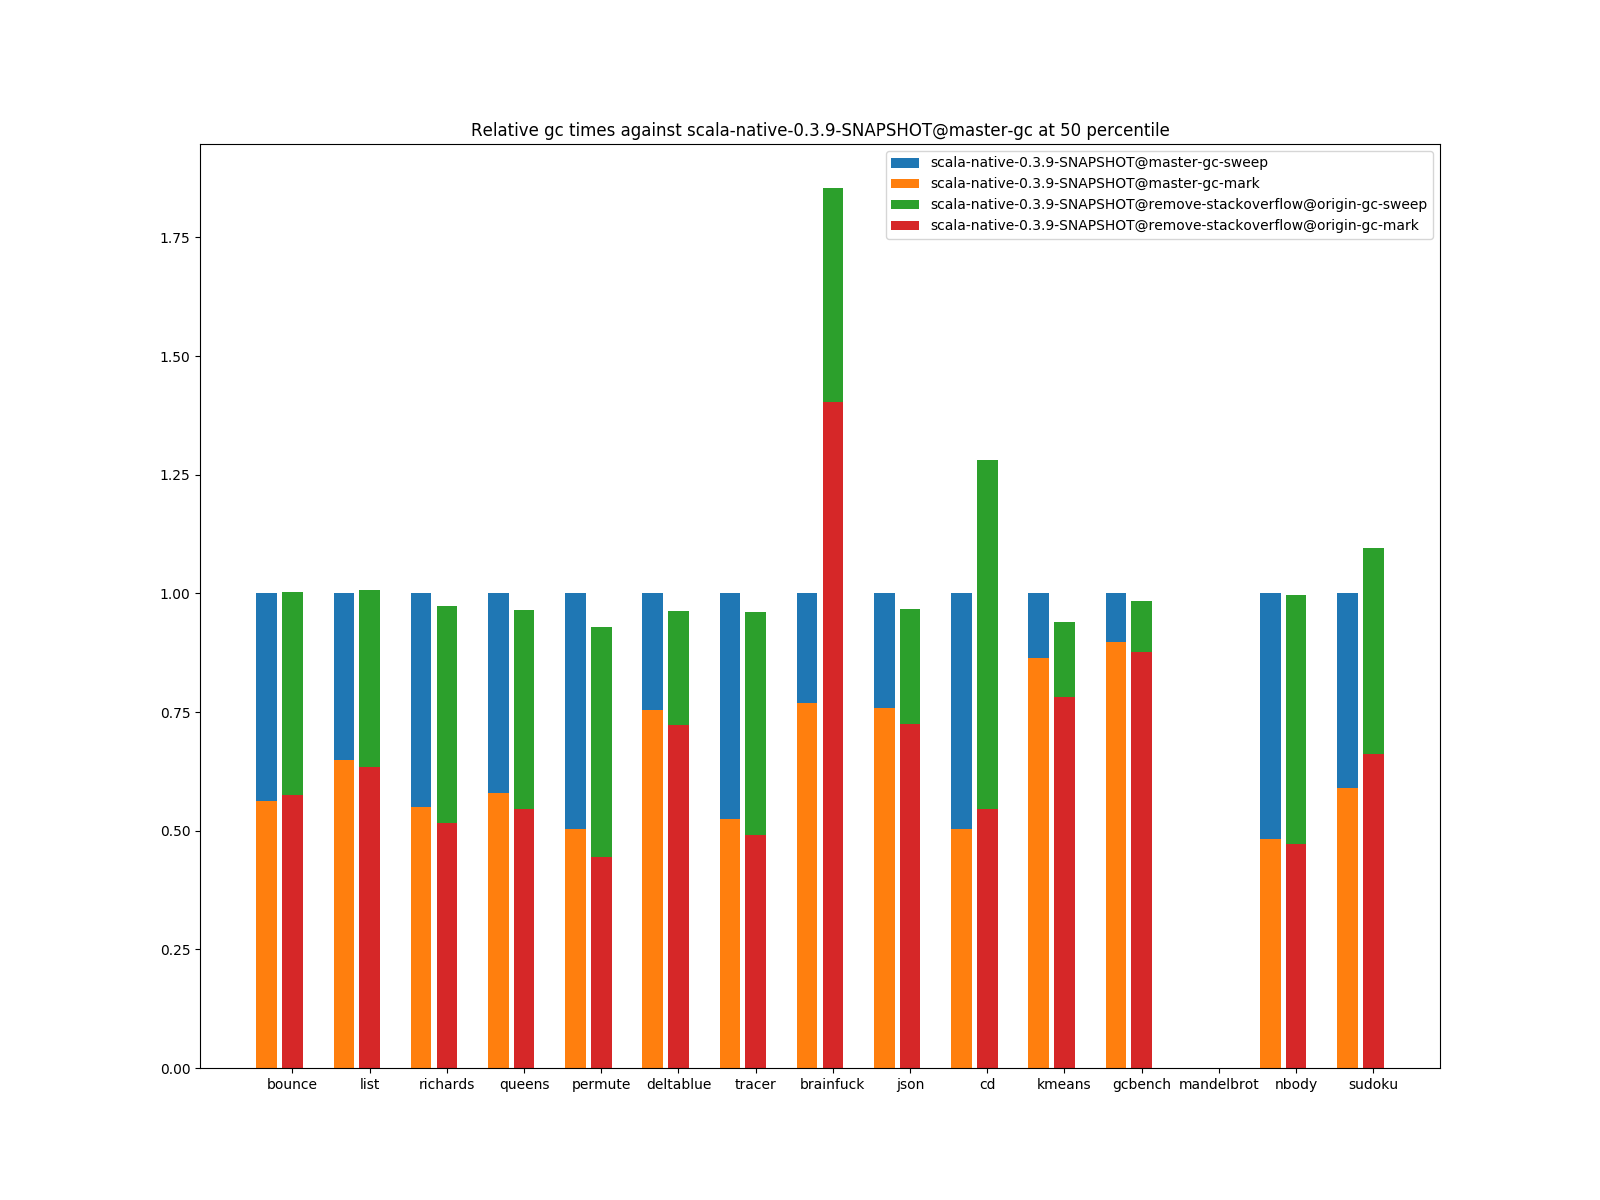 Relative gc times against scala-native-0.3.9-SNAPSHOT@master-gc at 50 percentile
scala-native-0.3.9-SNAPSHOT@master-gc-sweep
scala-native-0.3.9-SNAPSHOT@master-gc-mark
scala-native-0.3.9-SNAPSHOT@remove-stackoverflow@origin-gc-sweep
scala-native-0.3.9-SNAPSHOT@remove-stackoverflow@origin-gc-mark
1.75
1.50
1.25
1.00
0.75
0.50
0.25
0.00
bounce list richards queens permute deltablue tracer brainfuck json cd kmeans gcbench mandelbrot nbody sudoku